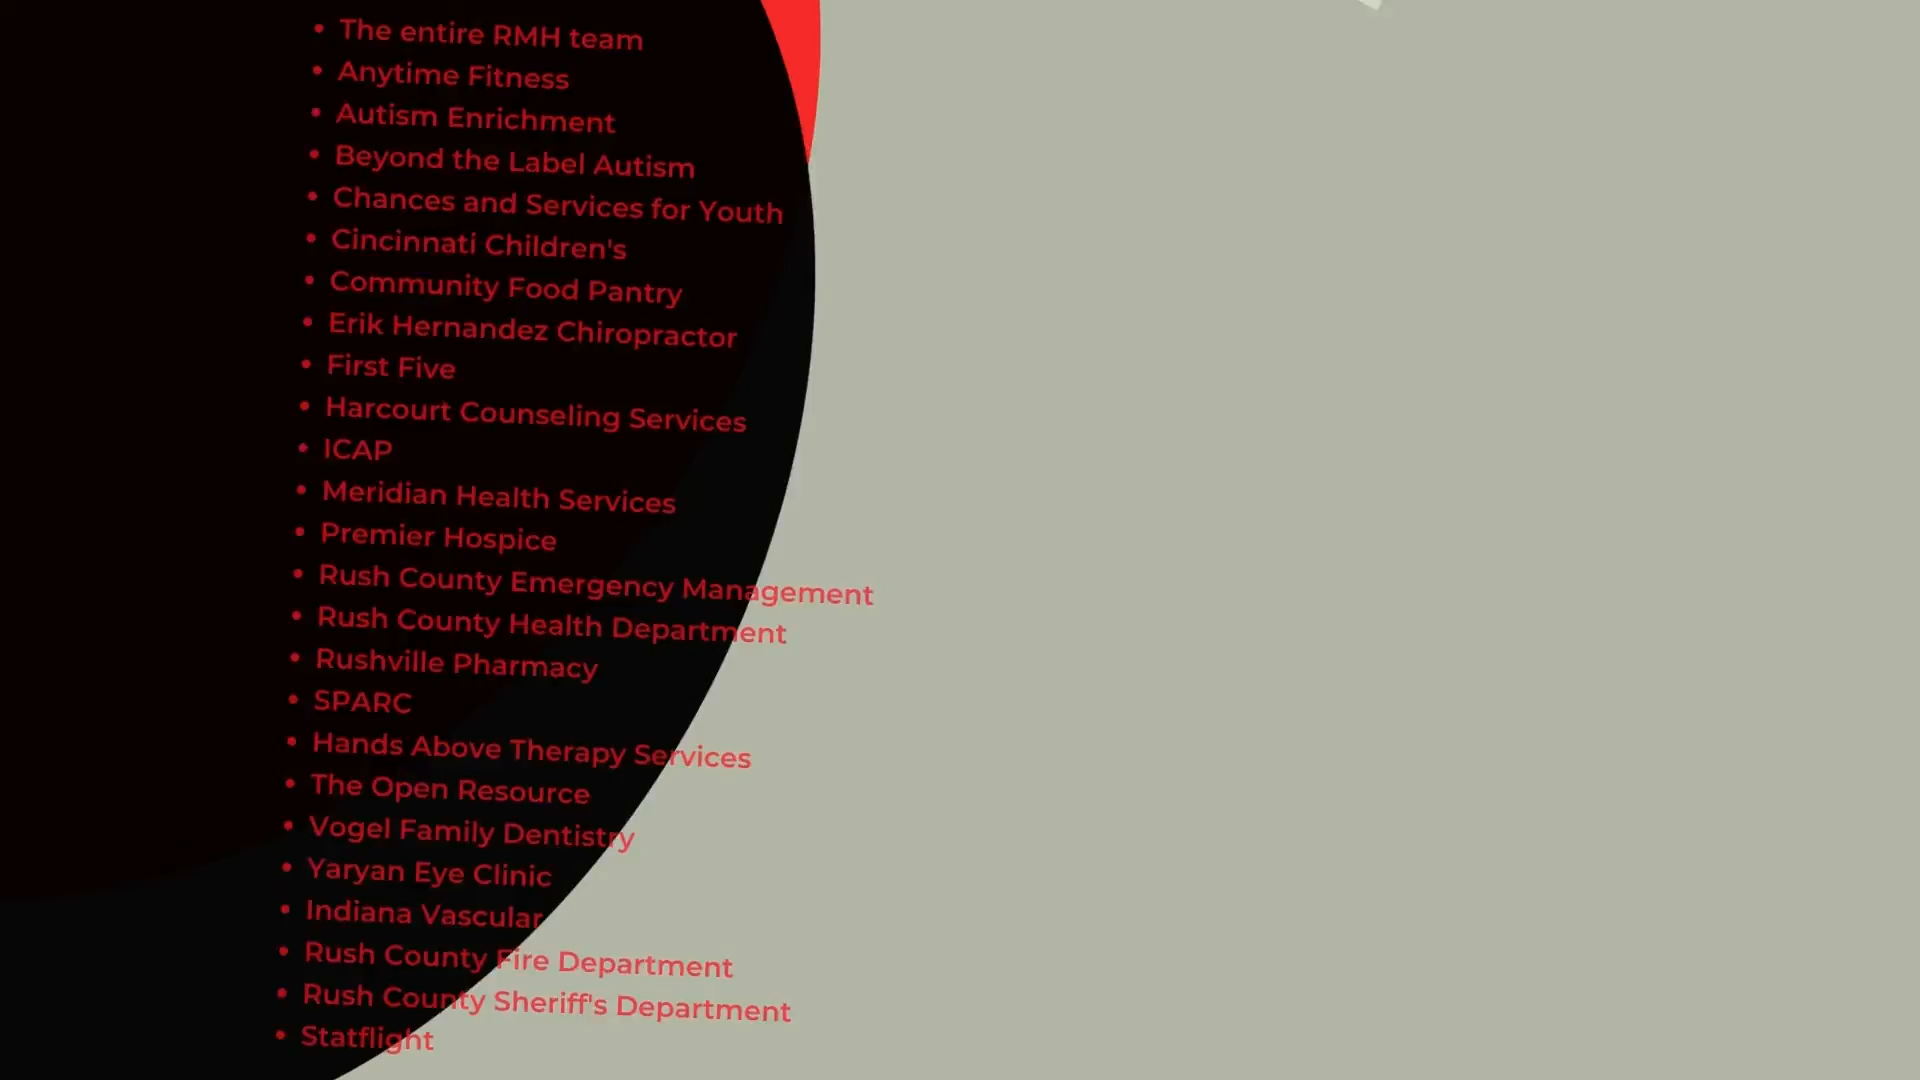 • The entire RMH team
• Anytime Fitness
• Autism Enrichment
• Beyond the Label Autism
• Chances and Services for Youth
• Cincinnati Children's
• Community Food Pantry
• Erik Hernandez Chiropractor
• First Five
• Harcourt Counseling Services
• ICAP
• Meridian Health Services
• Premier Hospice
• Rush County Emergency Management
• Rush County Health Department
• Rushville Pharmacy
• SPARC
• Hands Above Therapy Services
• The Open Resource
• Vogel Family Dentistry
• Yaryan Eye Clinic
• Indiana Vascular
• Rush County Fire Department
• Rush County Sheriff's Department
• Statflight